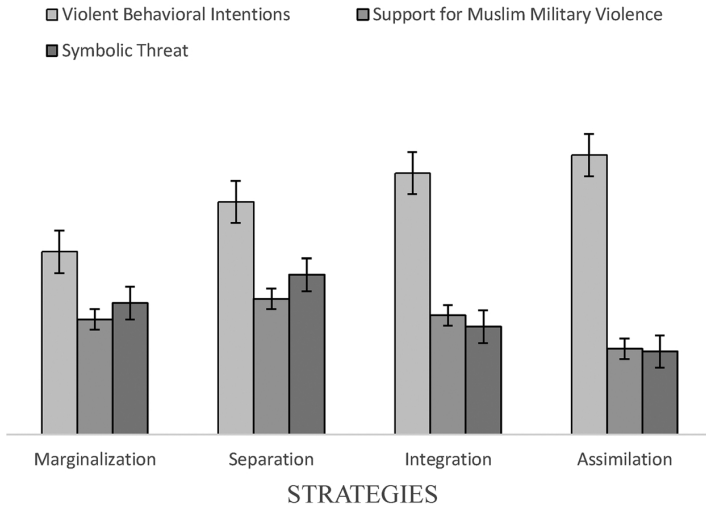 Violent Behavioral Intentions
Support for Muslim Military Violence
Symbolic Threat
Marginalization
Separation
Integration
Assimilation
STRATEGIES